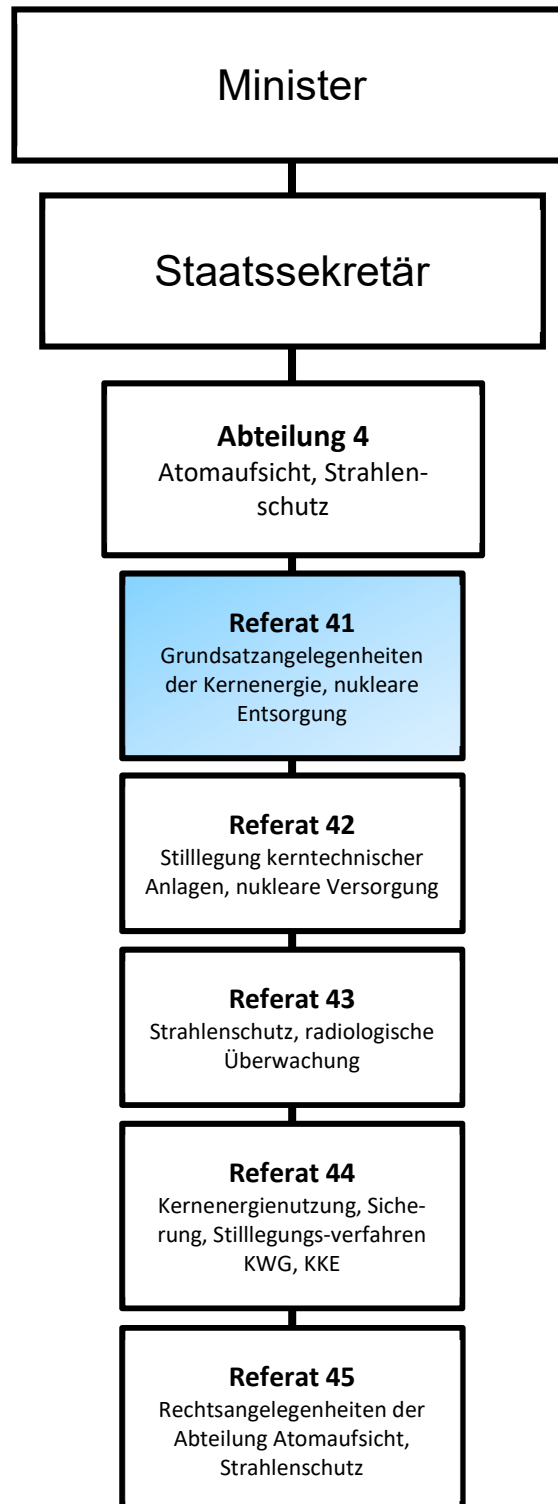 Minister
Staatssekretär
Abteilung 4
Atomaufsicht, Strahlen-
schutz
Referat 41
Grundsatzangelegenheiten
der Kernenergie, nukleare
Entsorgung
Referat 42
Stilllegung kerntechnischer
Anlagen, nukleare Versorgung
Referat 43
Strahlenschutz, radiologische
Überwachung
Referat 44
Kernenergienutzung, Siche-
rung, Stilllegungs-verfahren
KWG, KKE
Referat 45
Rechtsangelegenheiten der
Abteilung Atomaufsicht,
Strahlenschutz